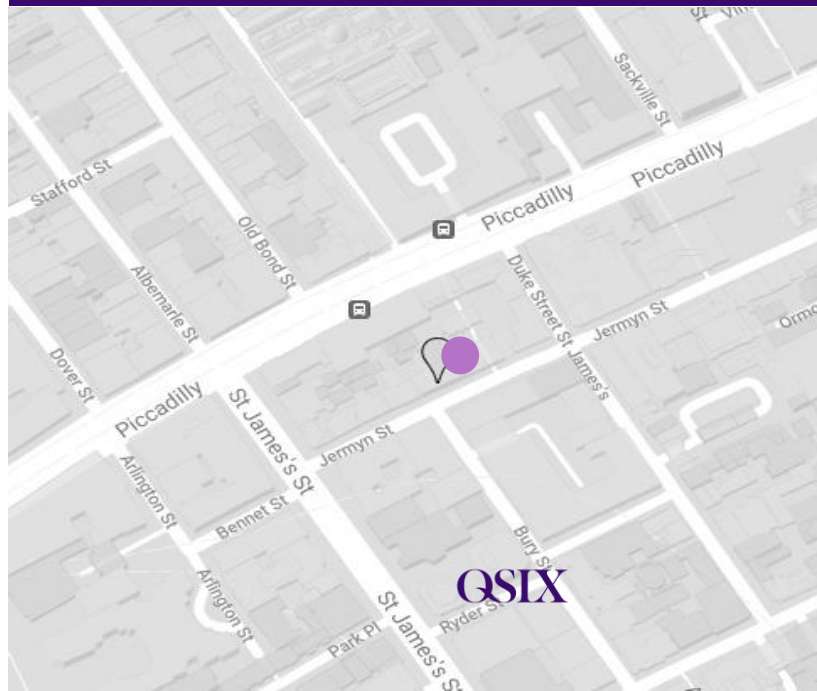 St
Vin
Sackville St
Piccadilly
Piccadilly
Stafford St
Old Bond St
Albemarle St
Duke Street St James's
Jermyn St
Ormo
Dover St
Piccadilly
St James's St
Jermyn St
Arlington St
Bennet St
Bury St
QSIX
Arlington St
St James's St
Ryder St
Park Pl